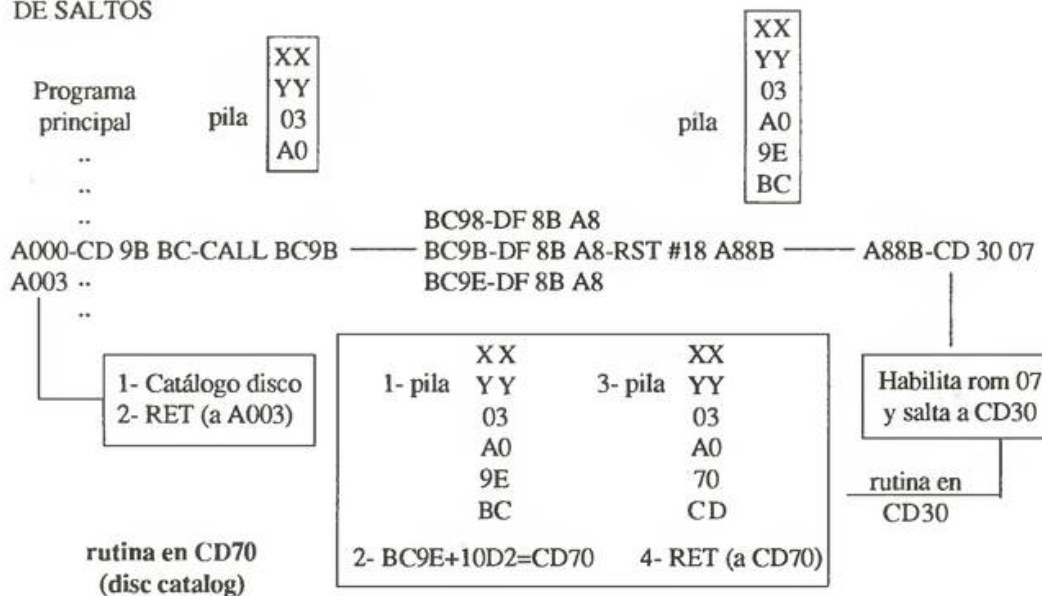 DE SALTOS
XX
YY
03
A0
pila
Programa
principal
..
..
..
XX
YY
03
A0
9E
BC
pila
BC98-DF 8B A8
A000-CD 9B BC-CALL BC9B
BC9B-DF 8B A8-RST #18 A88B
A88B-CD 30 07
A003 ..
BC9E-DF 8B A8
..
1- Catálogo disco
2- RET (a A003)
1- pila
X X
Y Y
03
A0
9E
BC
3- pila
XX
YY
03
A0
70
CD
2- BC9E+10D2=CD70
4- RET (a CD70)
Habilita rom 07
y salta a CD30
rutina en
CD30
rutina en CD70
(disc catalog)